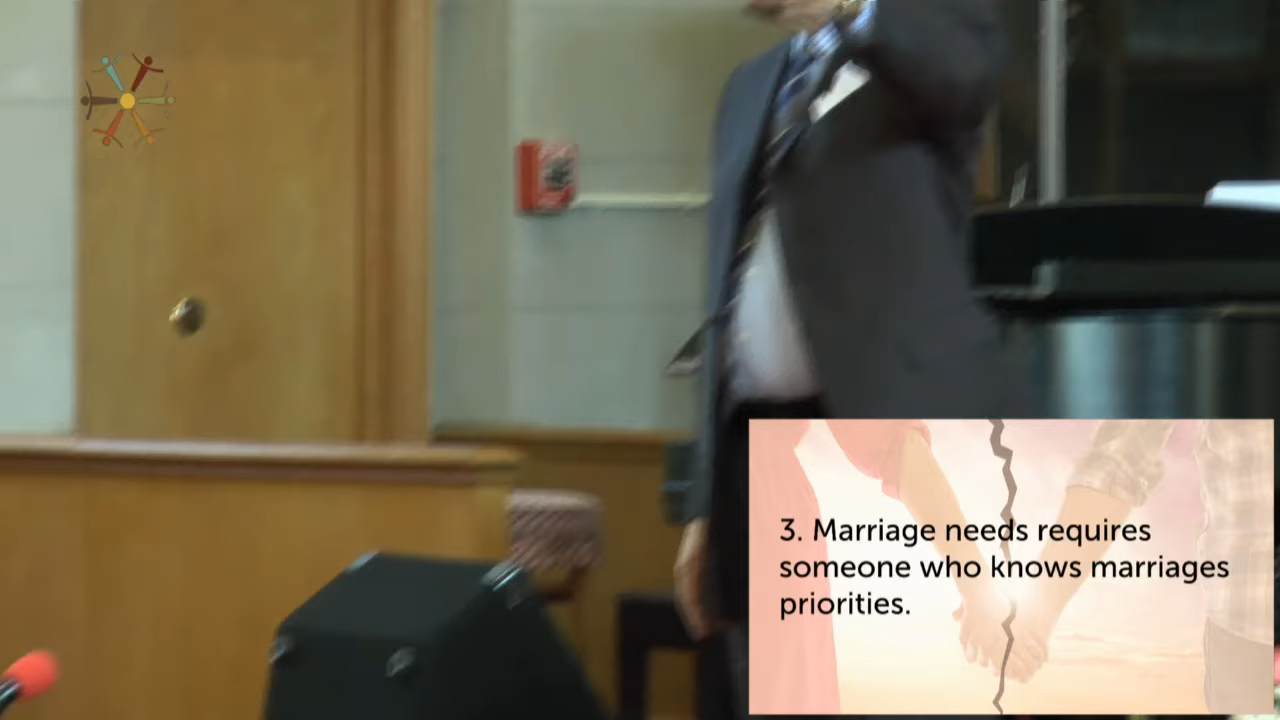 3. Marriage needs requires
someone who knows marriages
priorities.